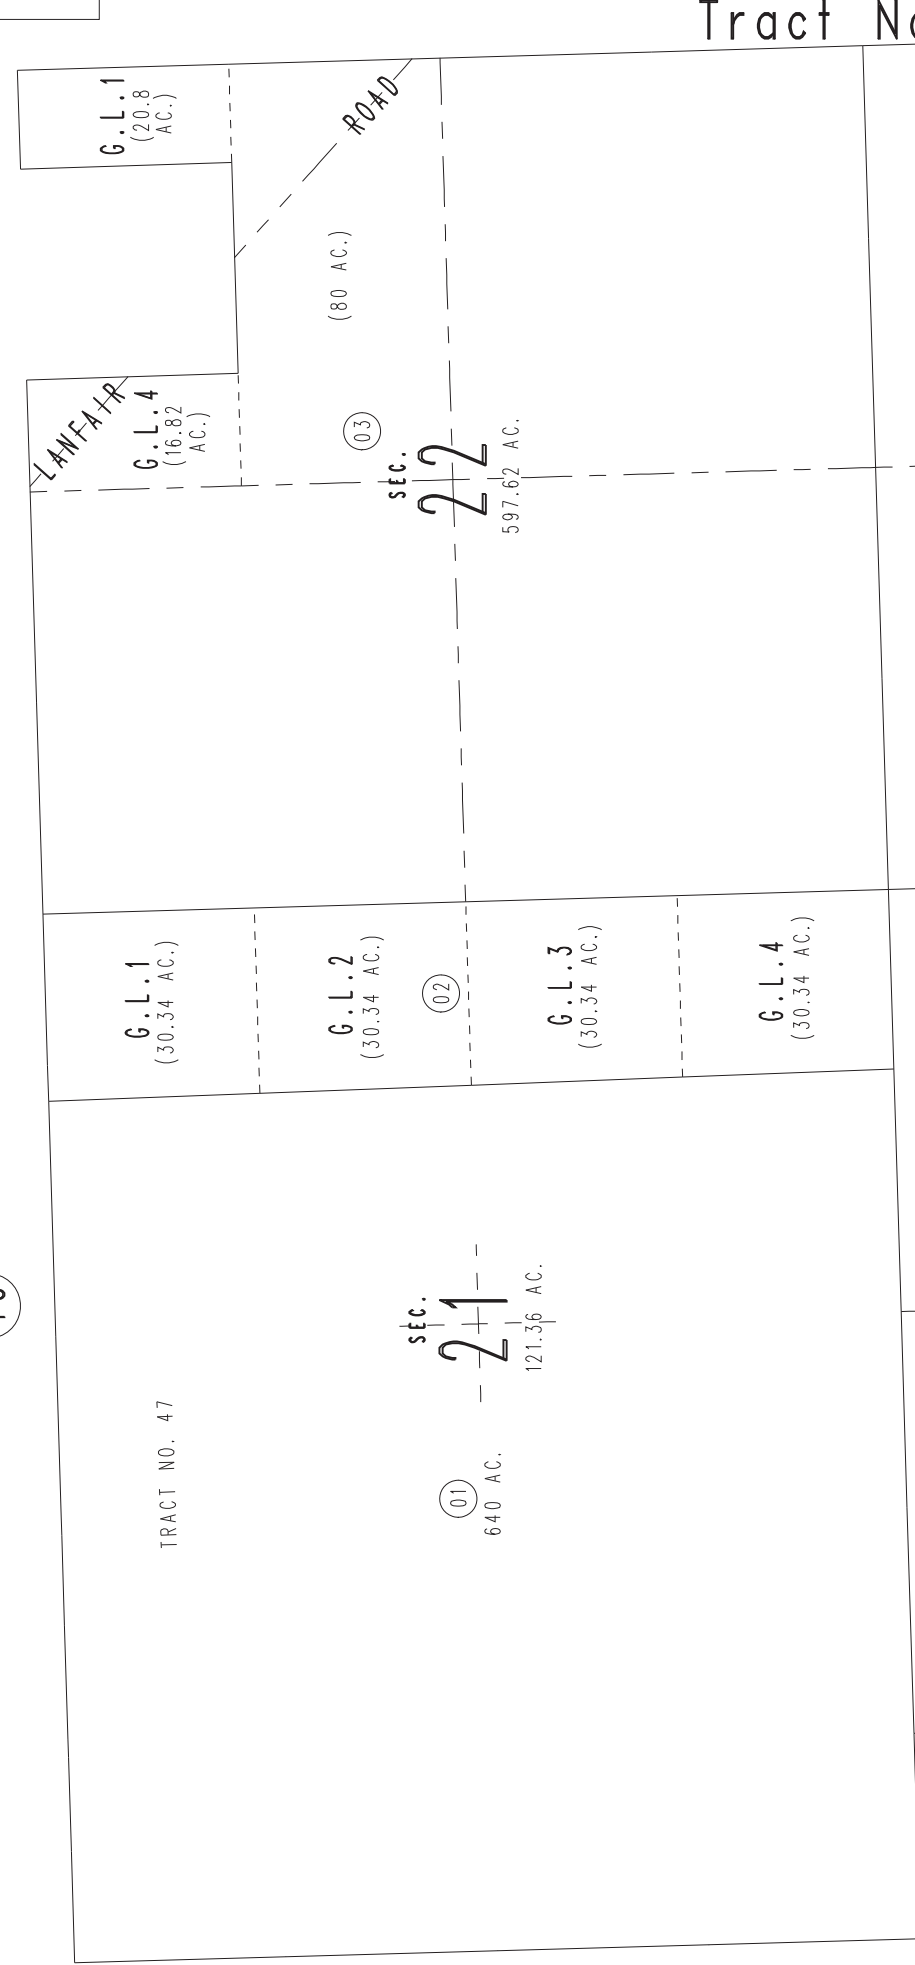 Tract
G.L.1
(20.8
AC.)
ROAD
(80 AC.)
LANFAIR
G.L.4
(16.82
AC.)
03
SEC.
22
597.62 AC.
G.L.1
(30.34 AC.)
G.L.2
(30.34 AC.)
02
G.L.3
(30.34 AC.)
G.L.4
(30.34 AC.)
SEC.
21
121.36 AC.
TRACT NO. 47
01
640 AC.